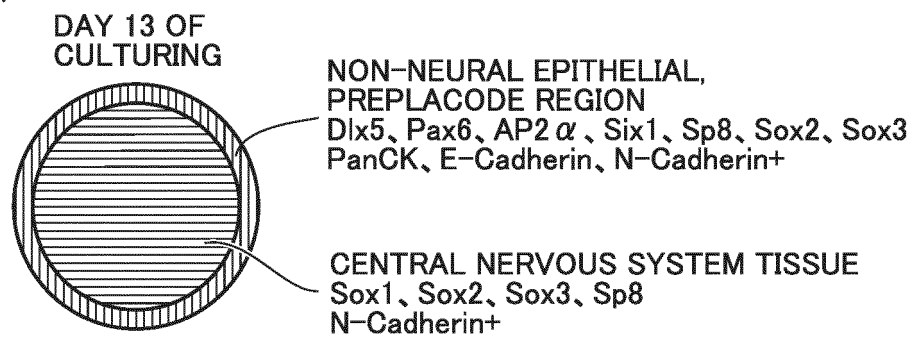 DAY 13 OF
CULTURING
NON-NEURAL EPITHELIAL,
PREPLACODE REGION
Dlx5、Pax6、AP2α、Six1、Sp8、Sox2、Sox3
PanCK、E-Cadherin、N-Cadherin+
CENTRAL NERVOUS SYSTEM TISSUE
Sox1、Sox2、Sox3、Sp8
N-Cadherin+